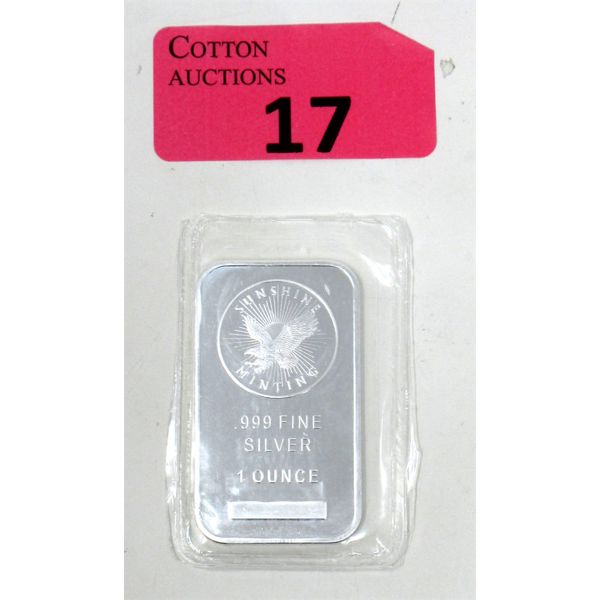 COTTON
AUCTIONS
17
SUNSHINE
MINTING
.999 FINE
SILVER
1 OUNCE